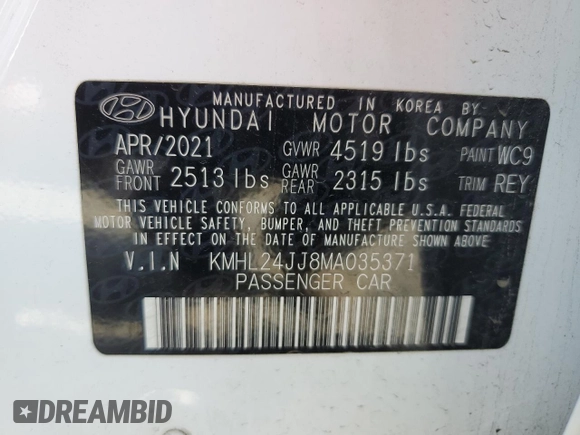 MANUFACTURED IN KOREA BY:
HYUNDAI MOTOR COMPANY
APR/2021 GVWR 4519 lbs PAINT WC9
GAWR FRONT 2513 lbs GAWR REAR 2315 lbs TRIM REY
THIS VEHICLE CONFORMS TO ALL APPLICABLE U.S.A. FEDERAL
MOTOR VEHICLE SAFETY, BUMPER, AND THEFT PREVENTION STANDARDS
IN EFFECT ON THE DATE OF MANUFACTURE SHOWN ABOVE.
V.I.N KMHL24JJ8MA035371
PASSENGER CAR
DREAMBID